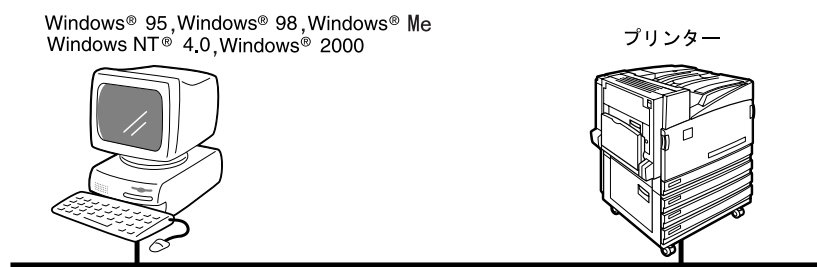 Windows® 95,Windows® 98,Windows® Me
Windows NT® 4.0,Windows® 2000
プリンター